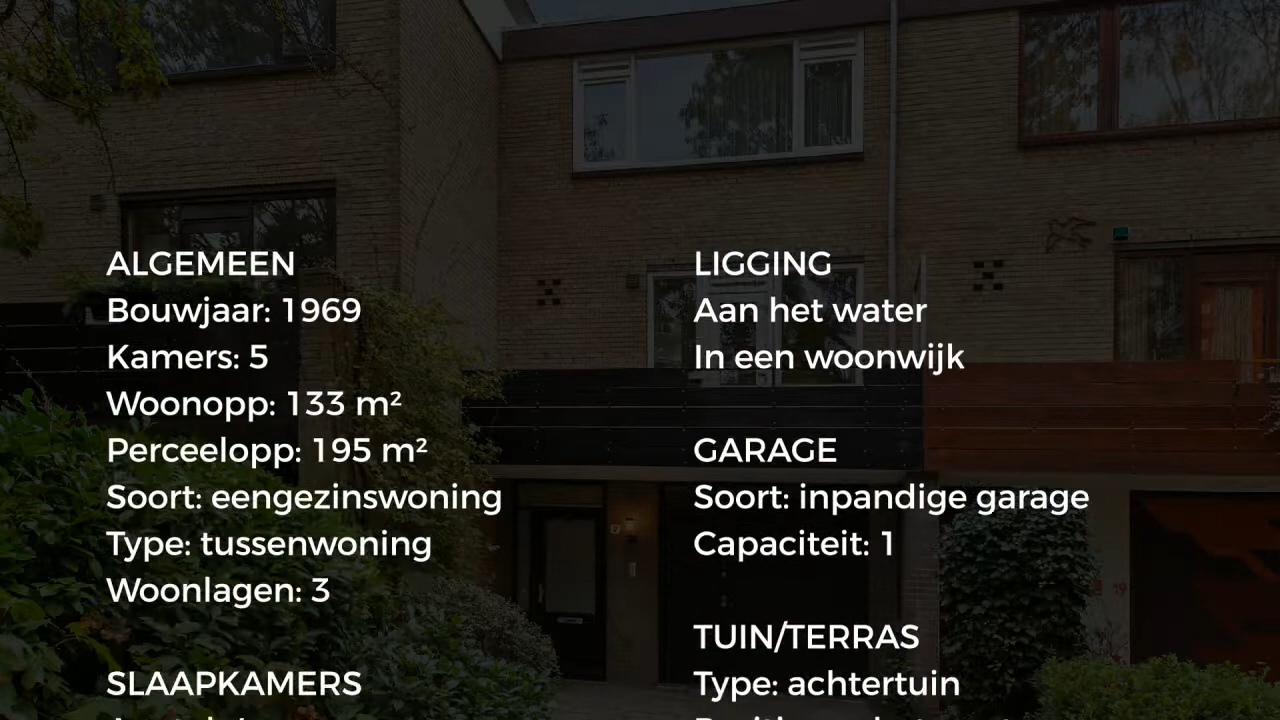 ALGEMEEN
Bouwjaar: 1969
Kamers: 5
Woonopp: 133 m²
Perceelopp: 195 m²
Soort: eengezinswoning
Type: tussenwoning
Woonlagen: 3
SLAAPKAMERS
LIGGING
Aan het water
In een woonwijk
GARAGE
Soort: inpandige garage
Capaciteit: 1
TUIN/TERRAS
Type: achtertuin
19